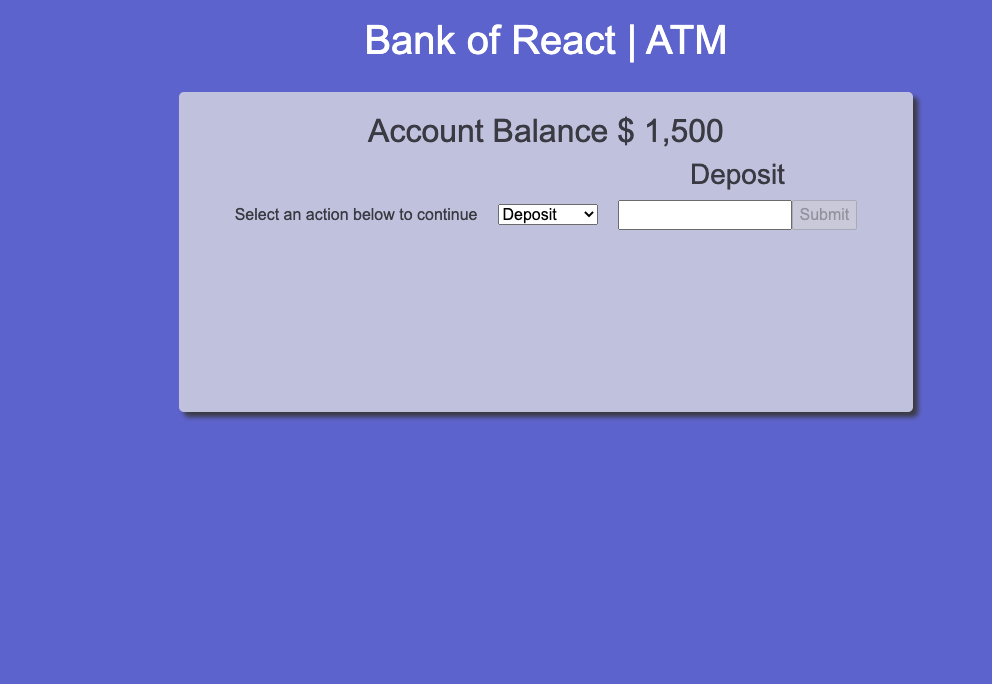 Bank of React | ATM
Account Balance $ 1,500
Deposit
Select an action below to continue Deposit Submit